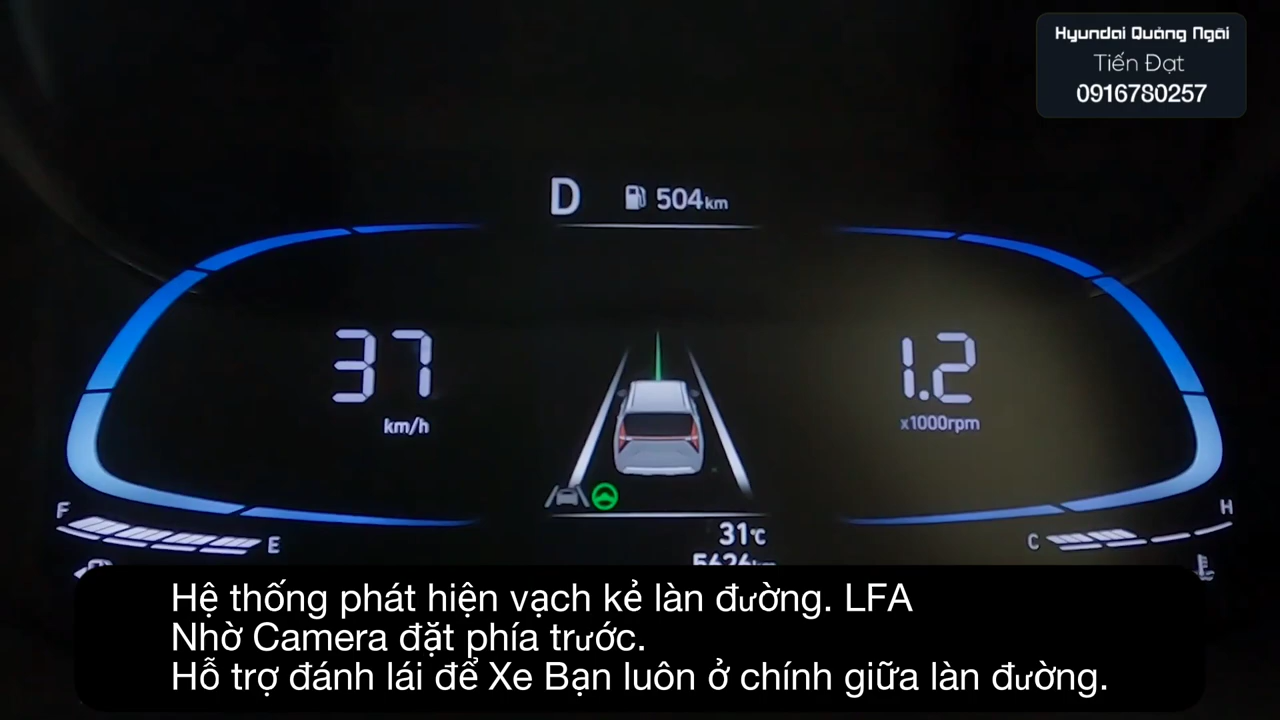 Hyundai Quảng Ngãi
Tiến Đạt
0916780257
D 504km
37
km/h
1.2
x1000rpm
F
E
31°C
C
H
Hệ thống phát hiện vạch kẻ làn đường. LFA
Nhờ Camera đặt phía trước.
Hỗ trợ đánh lái để Xe Bạn luôn ở chính giữa làn đường.